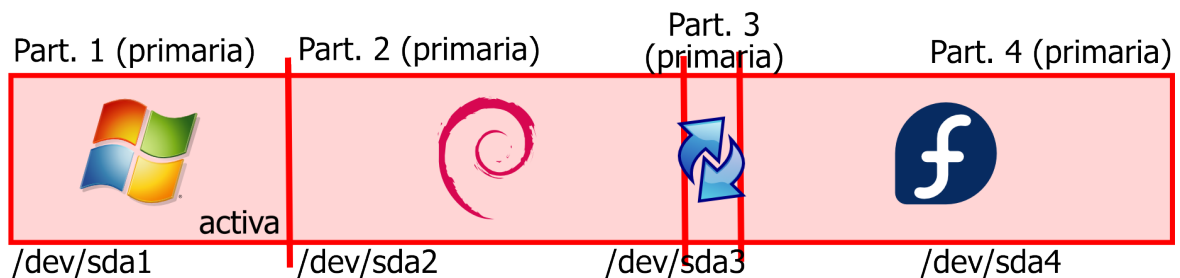 Part. 1 (primaria)
Part. 2 (primaria)
Part. 3
(primaria)
Part. 4 (primaria)
activa
/dev/sda1
/dev/sda2
/dev/sda3
/dev/sda4